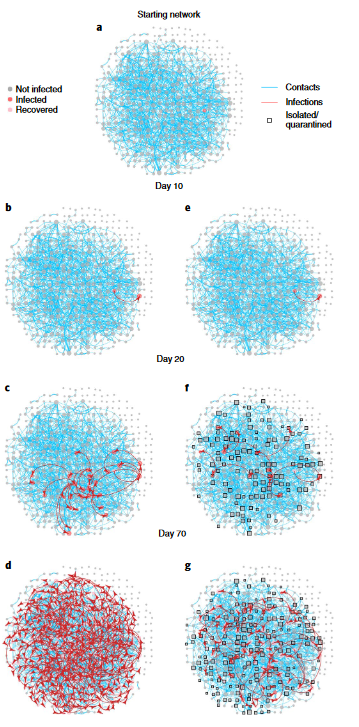 Starting network
a
Not infected
Infected
Recovered
Contacts
Infections
Isolated/
quarantined
Day 10
b
e
Day 20
c
f
Day 70
d
g